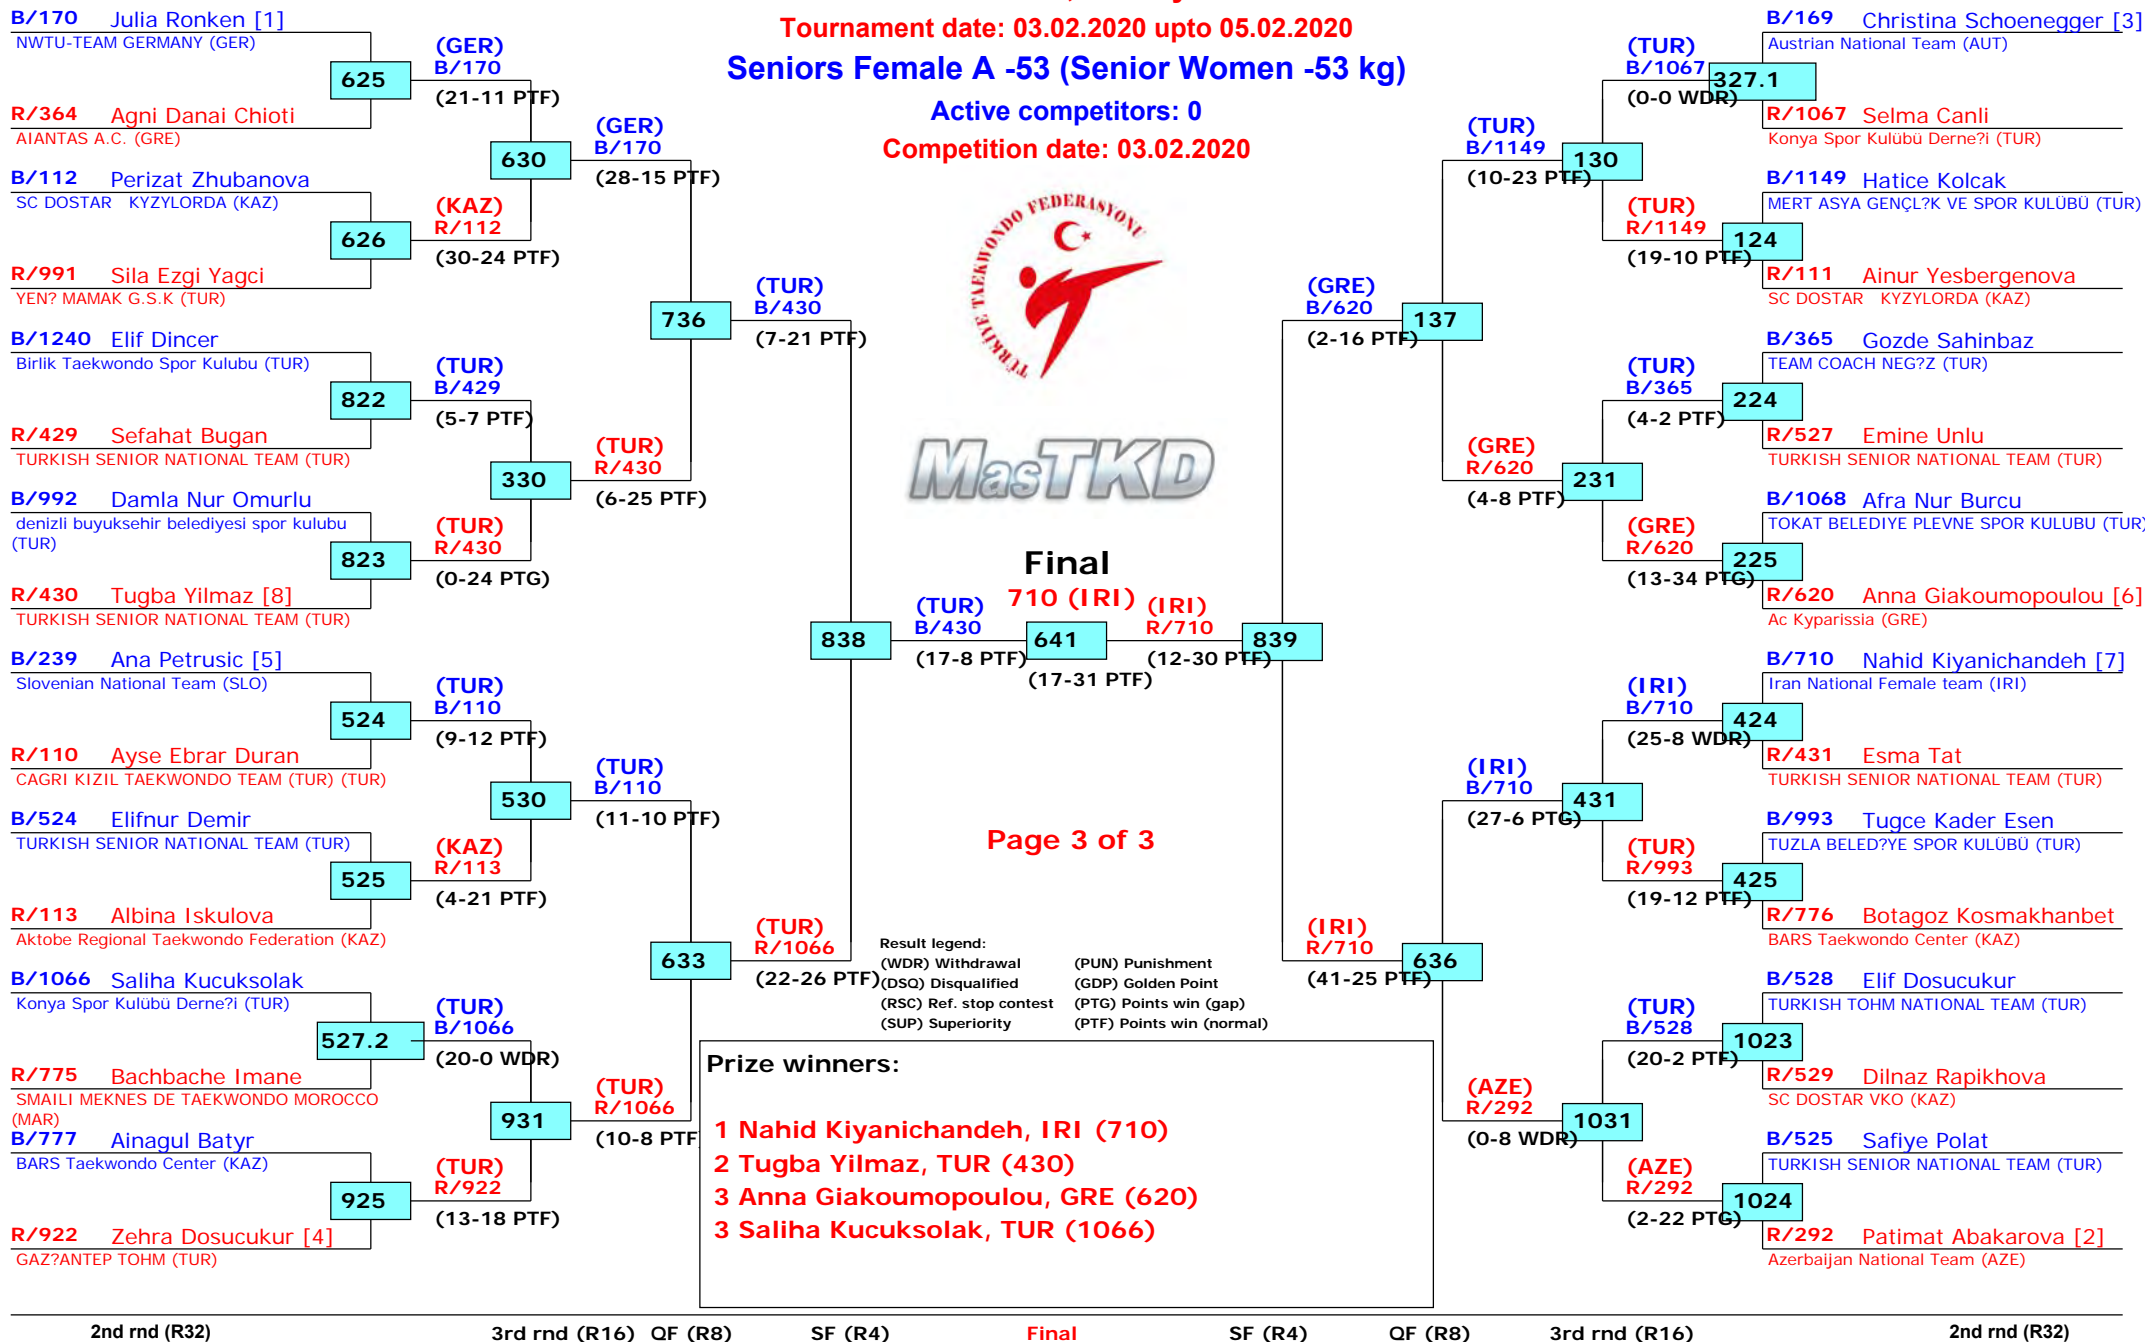 Tournament date: 03.02.2020 upto 05.02.2020
Seniors Female A -53 (Senior Women -53 kg)
Active competitors: 0
Competition date: 03.02.2020
TÜRKİYE TAEKWONDO FEDERASYONU
MasTKD
B/170 Julia Ronken [1]
NWTU-TEAM GERMANY (GER)
625
R/364 Agni Danai Chioti
AIANTAS A.C. (GRE)
B/112 Perizat Zhubanova
SC DOSTAR KYZYLORDA (KAZ)
626
R/991 Sila Ezgi Yagci
YEN? MAMAK G.S.K (TUR)
B/1240 Elif Dincer
Birlik Taekwondo Spor Kulubu (TUR)
822
R/429 Sefahat Bugan
TURKISH SENIOR NATIONAL TEAM (TUR)
B/992 Damla Nur Omurlu
denizli buyuksehir belediyesi spor kulubu
(TUR)
823
R/430 Tugba Yilmaz [8]
TURKISH SENIOR NATIONAL TEAM (TUR)
B/239 Ana Petrusic [5]
Slovenian National Team (SLO)
524
R/110 Ayse Ebrar Duran
CAGRI KIZIL TAEKWONDO TEAM (TUR) (TUR)
B/524 Elifnur Demir
TURKISH SENIOR NATIONAL TEAM (TUR)
525
R/113 Albina Iskulova
Aktobe Regional Taekwondo Federation (KAZ)
B/1066 Saliha Kucuksolak
Konya Spor Kulübü Derne?i (TUR)
527.2
R/775 Bachbache Imane
SMAILI MEKNES DE TAEKWONDO MOROCCO
(MAR)
B/777 Ainagul Batyr
BARS Taekwondo Center (KAZ)
925
R/922 Zehra Dosucukur [4]
GAZ?ANTEP TOHM (TUR)
(GER)
B/170
(21-11 PTF)
630
(KAZ)
R/112
(30-24 PTF)
(TUR)
B/429
(5-7 PTF)
330
(TUR)
R/430
(0-24 PTG)
(TUR)
B/110
(9-12 PTF)
530
(KAZ)
R/113
(4-21 PTF)
(TUR)
B/1066
(20-0 WDR)
931
(TUR)
R/922
(13-18 PTF)
(GER)
B/170
(28-15 PTF)
736
(TUR)
R/430
(6-25 PTF)
(TUR)
B/110
(11-10 PTF)
633
(TUR)
R/1066
(10-8 PTF
(TUR)
B/430
(7-21 PTF)
838
(TUR)
R/1066
(22-26 PTF)
(TUR)
B/430
(17-8 PTF)
Final
710 (IRI)
641
(17-31 PTF)
(IRI)
R/710
(12-30 PTF)
839
(GRE)
B/620
(2-16 PTF)
137
(IRI)
R/710
(41-25 PTF)
636
(TUR)
B/1149
(10-23 PTF)
130
(GRE)
R/620
(4-8 PTF)
231
(IRI)
B/710
(27-6 PTG)
431
(AZE)
R/292
(0-8 WDR)
1031
(TUR)
B/1067
(0-0 WDR)
327.1
(TUR)
R/1149
(19-10 PTF)
124
(TUR)
B/365
(4-2 PTF)
224
(GRE)
R/620
(13-34 PTG)
225
(IRI)
B/710
(25-8 WDR)
424
(TUR)
R/993
(19-12 PTF)
425
(TUR)
B/528
(20-2 PTF)
1023
(AZE)
R/292
(2-22 PTG)
1024
B/169 Christina Schoenegger [3]
Austrian National Team (AUT)
R/1067 Selma Canli
Konya Spor Kulübü Derne?i (TUR)
B/1149 Hatice Kolcak
MERT ASYA GENÇL?K VE SPOR KULÜBÜ (TUR)
R/111 Ainur Yesbergenova
SC DOSTAR KYZYLORDA (KAZ)
B/365 Gozde Sahinbaz
TEAM COACH NEG?Z (TUR)
R/527 Emine Unlu
TURKISH SENIOR NATIONAL TEAM (TUR)
B/1068 Afra Nur Burcu
TOKAT BELEDIYE PLEVNE SPOR KULUBU (TUR)
R/620 Anna Giakoumopoulou [6]
Ac Kyparissia (GRE)
B/710 Nahid Kiyanichandeh [7]
Iran National Female team (IRI)
R/431 Esma Tat
TURKISH SENIOR NATIONAL TEAM (TUR)
B/993 Tugce Kader Esen
TUZLA BELED?YE SPOR KULÜBÜ (TUR)
R/776 Botagoz Kosmakhanbet
BARS Taekwondo Center (KAZ)
B/528 Elif Dosucukur
TURKISH TOHM NATIONAL TEAM (TUR)
R/529 Dilnaz Rapikhova
SC DOSTAR VKO (KAZ)
B/525 Safiye Polat
TURKISH SENIOR NATIONAL TEAM (TUR)
R/292 Patimat Abakarova [2]
Azerbaijan National Team (AZE)
Page 3 of 3
Result legend:
(WDR) Withdrawal (PUN) Punishment
(DSQ) Disqualified (GDP) Golden Point
(RSC) Ref. stop contest (PTG) Points win (gap)
(SUP) Superiority (PTF) Points win (normal)
Prize winners:
1 Nahid Kiyanichandeh, IRI (710)
2 Tugba Yilmaz, TUR (430)
3 Anna Giakoumopoulou, GRE (620)
3 Saliha Kucuksolak, TUR (1066)
2nd rnd (R32) 3rd rnd (R16) QF (R8) SF (R4) Final SF (R4) QF (R8) 3rd rnd (R16) 2nd rnd (R32)